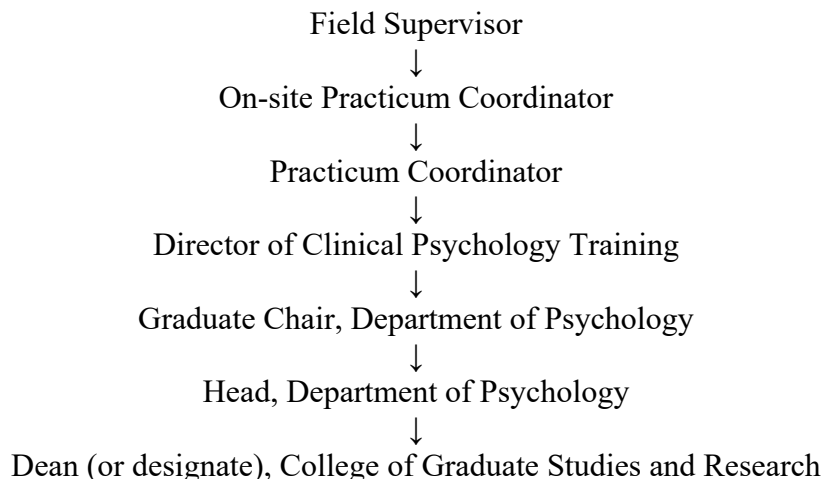 Field Supervisor
↓
On-site Practicum Coordinator
↓
Practicum Coordinator
↓
Director of Clinical Psychology Training
↓
Graduate Chair, Department of Psychology
↓
Head, Department of Psychology
↓
Dean (or designate), College of Graduate Studies and Research